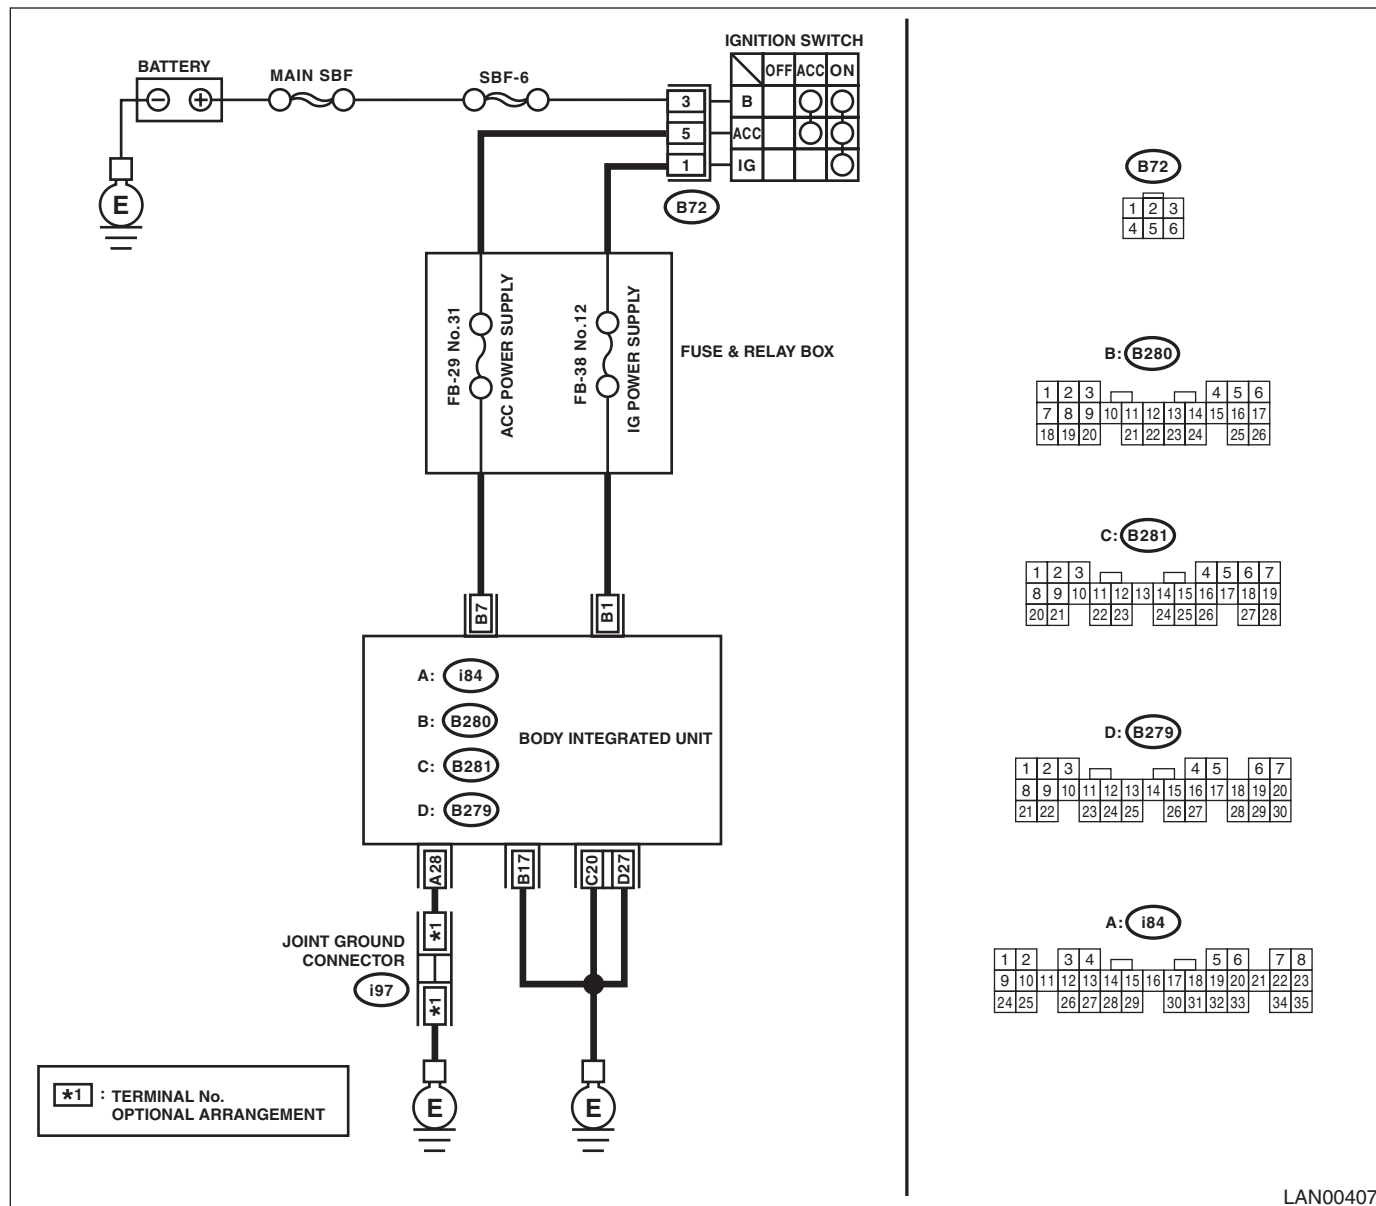 IGNITION SWITCH
OFF ACC ON
BATTERY
MAIN SBF
SBF-6
3 B
5 ACC
1 IG
E
B72
FB-29 No.31
ACC POWER SUPPLY
FB-38 No.12
IG POWER SUPPLY
FUSE & RELAY BOX
B7
B1
A: i84
B: B280
C: B281
D: B279
BODY INTEGRATED UNIT
A28
B17
C20
D27
JOINT GROUND
CONNECTOR
i97
*1
*1
E
E
*1 : TERMINAL No.
OPTIONAL ARRANGEMENT
B72
1 2 3
4 5 6
B: B280
1 2 3 4 5 6
7 8 9 10 11 12 13 14 15 16 17
18 19 20 21 22 23 24 25 26
C: B281
1 2 3 4 5 6 7
8 9 10 11 12 13 14 15 16 17 18 19
20 21 22 23 24 25 26 27 28
D: B279
1 2 3 4 5 6 7
8 9 10 11 12 13 14 15 16 17 18 19 20
21 22 23 24 25 26 27 28 29 30
A: i84
1 2 3 4 5 6 7 8
9 10 11 12 13 14 15 16 17 18 19 20 21 22 23
24 25 26 27 28 29 30 31 32 33 34 35
LAN00407